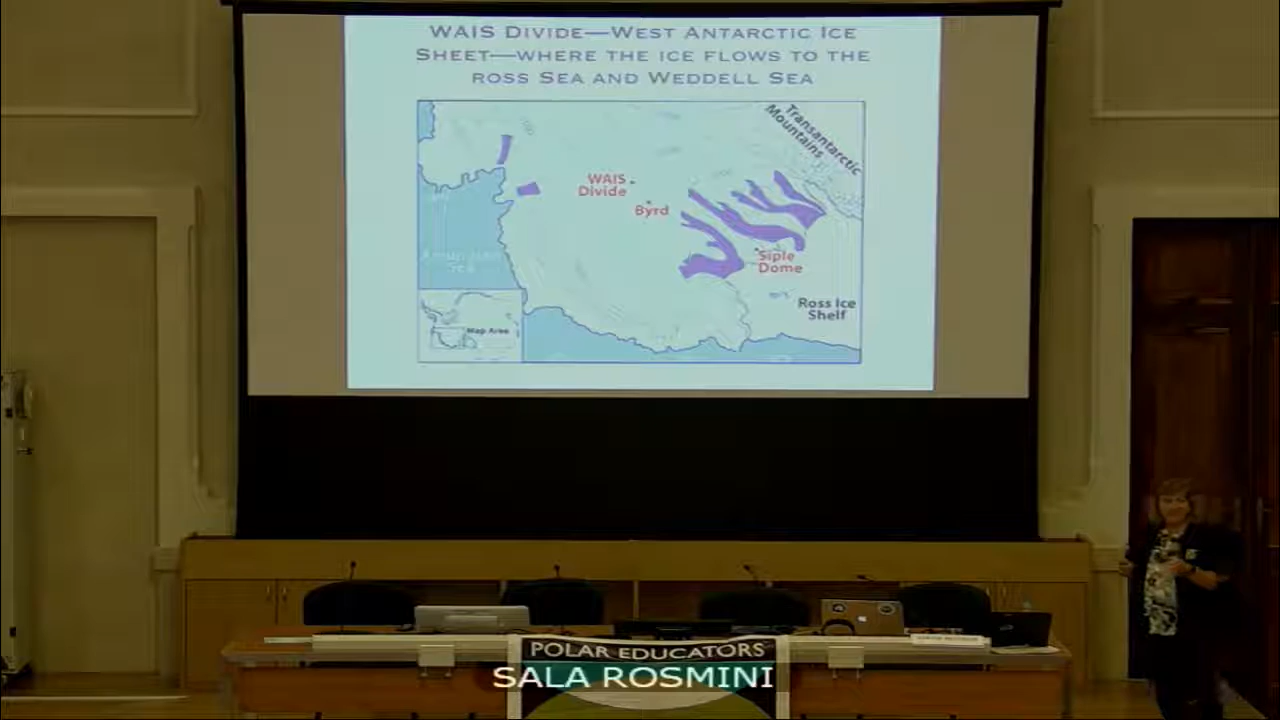 WAIS DIVIDE—WEST ANTARCTIC ICE
SHEET—WHERE THE ICE FLOWS TO THE
ROSS SEA AND WEDDELL SEA
Transantarctic
Mountains
WAIS
Divide
Byrd
Siple
Dome
Ross Ice
Shelf
Sea
Map Area
POLAR EDUCATORS
SALA ROSMINI